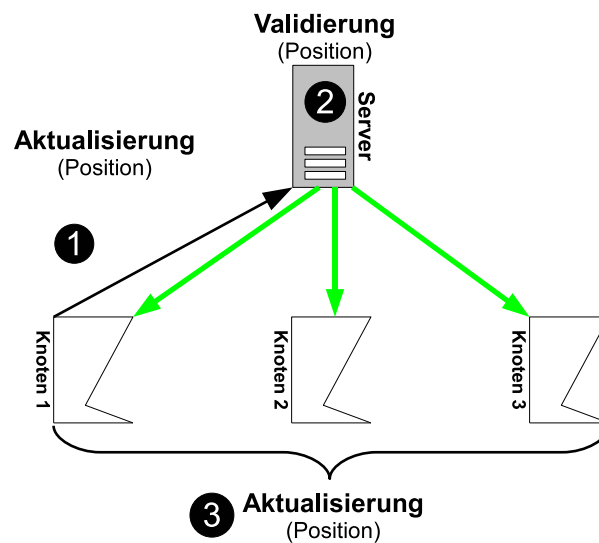 Validierung
(Position)
2
Server
Aktualisierung
(Position)
1
Knoten 1
Knoten 2
Knoten 3
3 Aktualisierung
(Position)